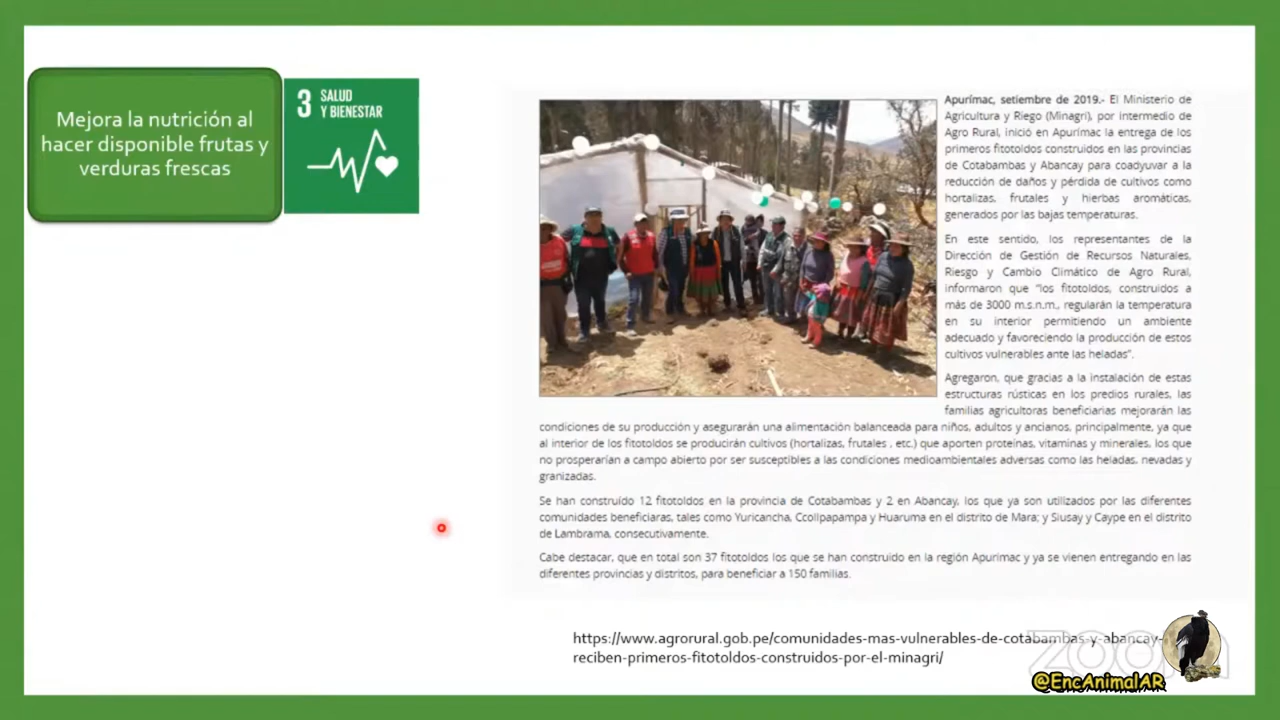 Mejora la nutrición al
hacer disponible frutas y
verduras frescas
3 SALUD
Y BIENESTAR
Apurímac, setiembre de 2019.- El Ministerio de
Agricultura y Riego (Minagri), por intermedio de
Agro Rural, inició en Apurímac la entrega de los
primeros fitotoldos construidos en las provincias
de Cotabambas y Abancay para coadyuvar a la
reducción de daños y pérdida de cultivos como
hortalizas, frutales y hierbas aromáticas,
generados por las bajas temperaturas.
En este sentido, los representantes de la
Dirección de Gestión de Recursos Naturales,
Riesgo y Cambio Climático de Agro Rural,
informaron que "los fitotoldos, construidos a
más de 3000 m.s.n.m., regularán la temperatura
en su interior permitiendo un ambiente
adecuado y favoreciendo la producción de estos
cultivos vulnerables ante las heladas".
Agregaron, que gracias a la instalación de estas
estructuras rústicas en los predios rurales, las
familias agricultoras beneficiarias mejorarán las
condiciones de su producción y asegurarán una alimentación balanceada para niños, adultos y ancianos, principalmente, ya que
al interior de los fitotoldos se producirán cultivos (hortalizas, frutales , etc.) que aporten proteínas, vitaminas y minerales, los que
no prosperarían a campo abierto por ser susceptibles a las condiciones medioambientales adversas como las heladas, nevadas y
granizadas.
Se han construído 12 fitotoldos en la provincia de Cotabambas y 2 en Abancay, los que ya son utilizados por las diferentes
comunidades beneficiaras, tales como Yuricancha, Ccollpapampa y Huaruma en el distrito de Mara; y Siusay y Caype en el distrito
de Lambrama, consecutivamente.
Cabe destacar, que en total son 37 fitotoldos los que se han construido en la región Apurimac y ya se vienen entregando en las
diferentes provincias y distritos, para beneficiar a 150 familias.
https://www.agrorural.gob.pe/comunidades-mas-vulnerables-de-cotabambas-y-abancay-
reciben-primeros-fitotoldos-construidos-por-el-minagri/
zoom
@EncAnimalAR